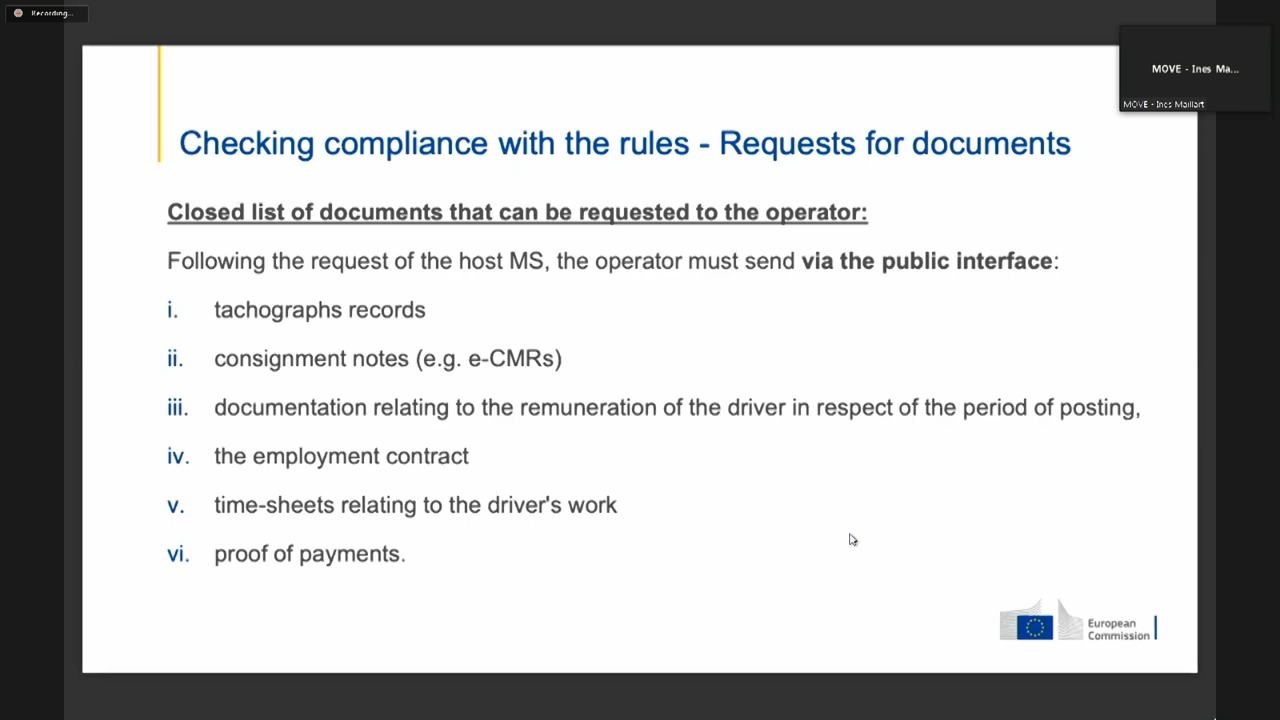 Recording...
MOVE - Ines Ma...
MOVE - Ines Maillart
Checking compliance with the rules - Requests for documents
Closed list of documents that can be requested to the operator:
Following the request of the host MS, the operator must send via the public interface:
i. tachographs records
ii. consignment notes (e.g. e-CMRs)
iii. documentation relating to the remuneration of the driver in respect of the period of posting,
iv. the employment contract
v. time-sheets relating to the driver's work
vi. proof of payments.
European
Commission